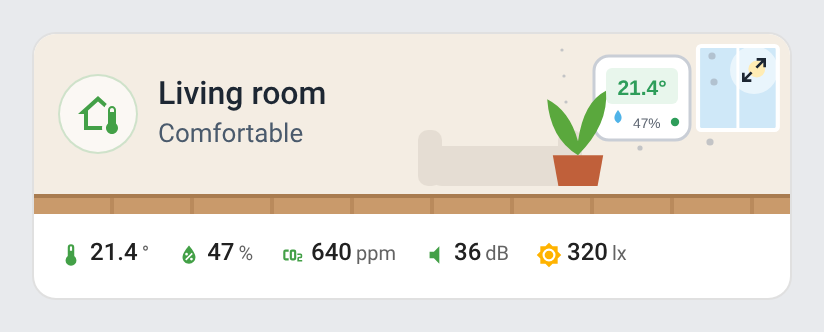 Living room
Comfortable
21.4°
47%
21.4 °
47 %
CO₂ 640 ppm
36 dB
320 lx